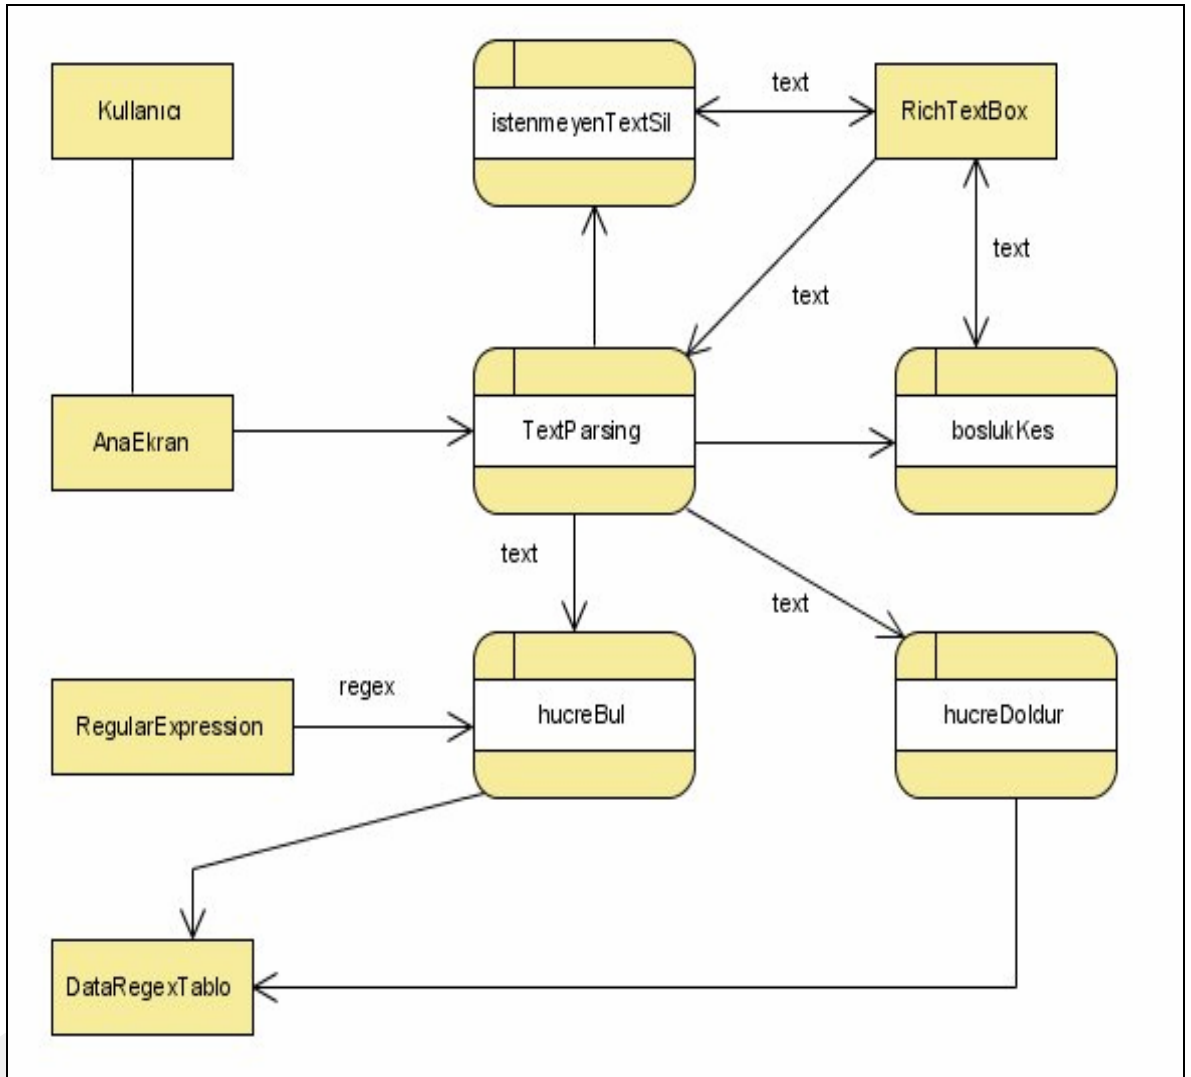 Kullanıcı
istenmeyenTextSil
text
RichTextBox
text
text
AnaEkran
TextParsing
boslukKes
text
text
RegularExpression
regex
hucreBul
hucreDoldur
DataRegexTablo